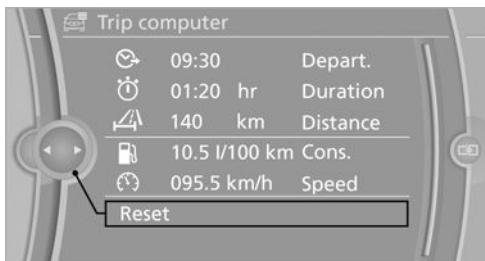 Trip computer
09:30 Depart.
01:20 hr Duration
140 km Distance
10.5 l/100 km Cons.
095.5 km/h Speed
Reset